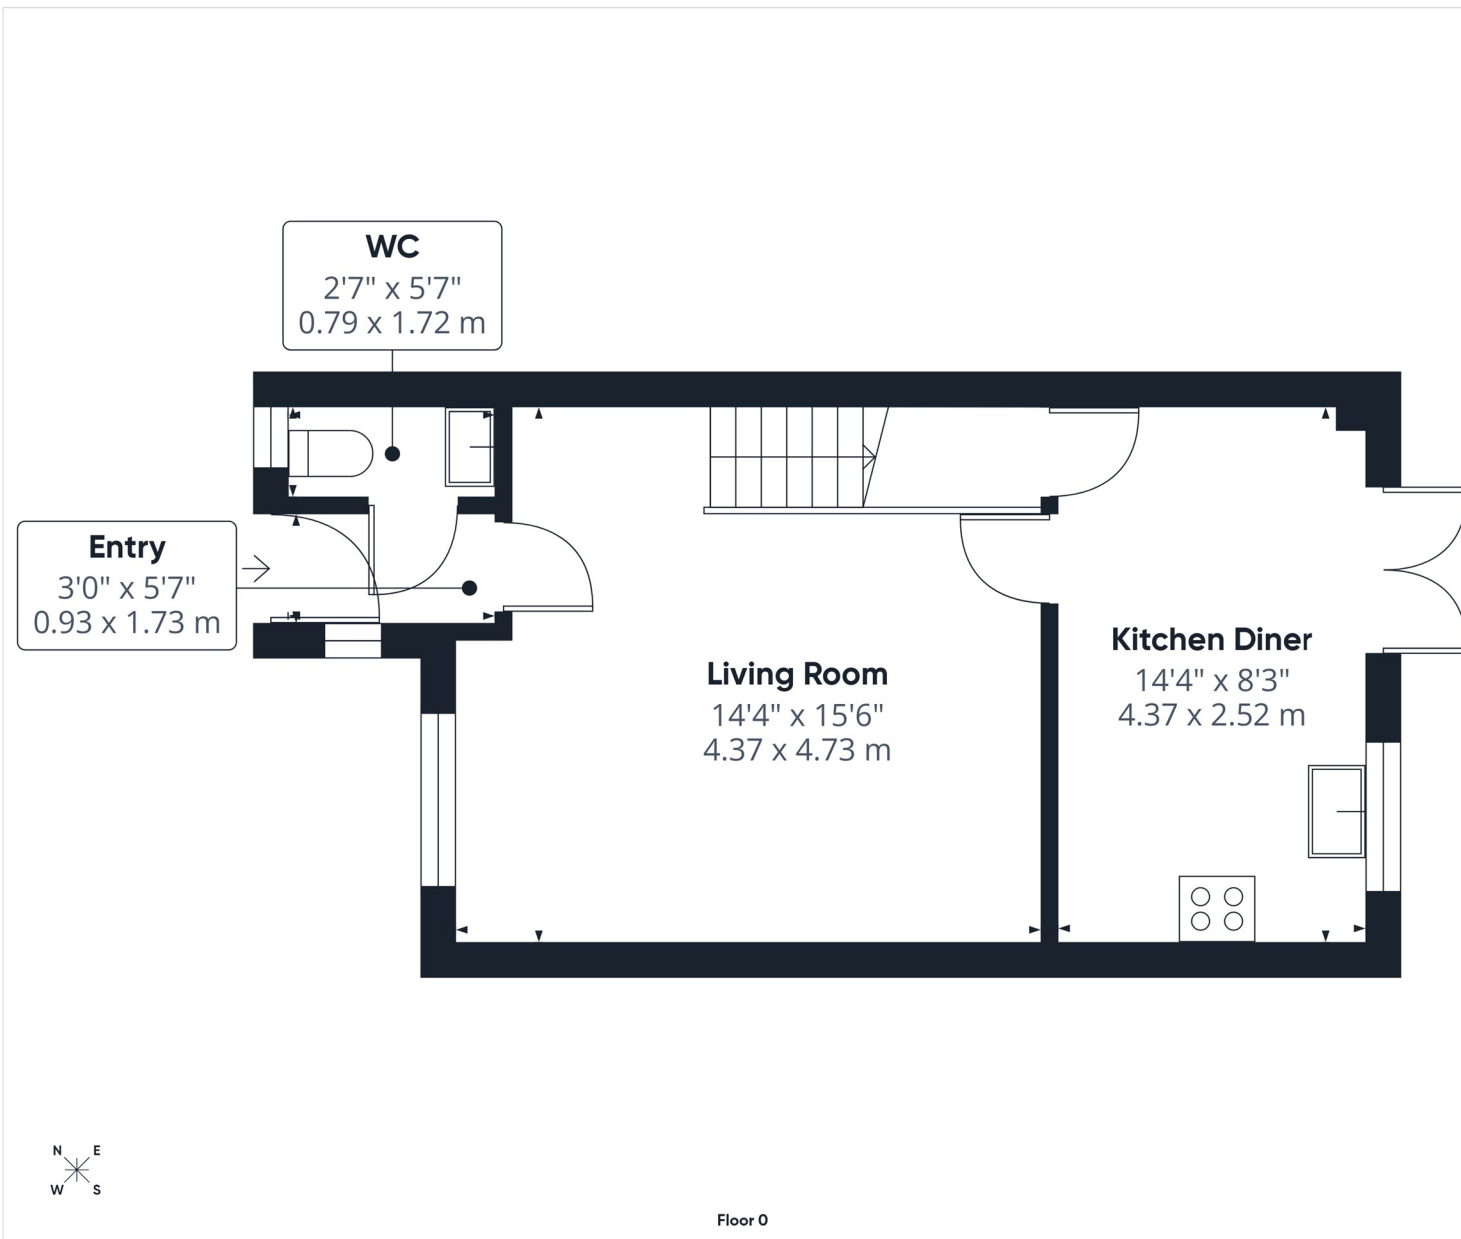 WC
2'7" x 5'7"
0.79 x 1.72 m
Entry
3'0" x 5'7"
0.93 x 1.73 m
Living Room
14'4" x 15'6"
4.37 x 4.73 m
Kitchen Diner
14'4" x 8'3"
4.37 x 2.52 m
N E
W S
Floor 0